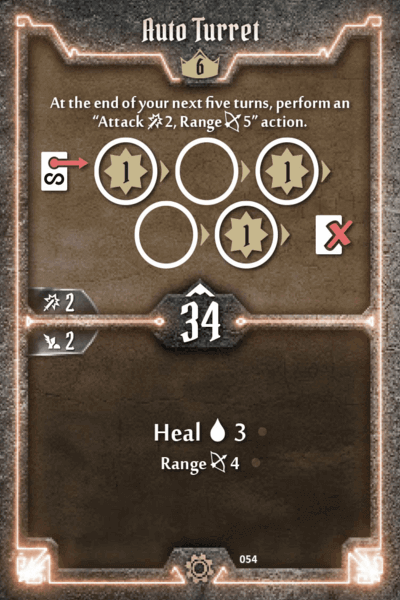 Auto Turret
6
At the end of your next five turns, perform an
“Attack 2, Range 5” action.
1
1
1
2
34
2
Heal 3
Range 4
054